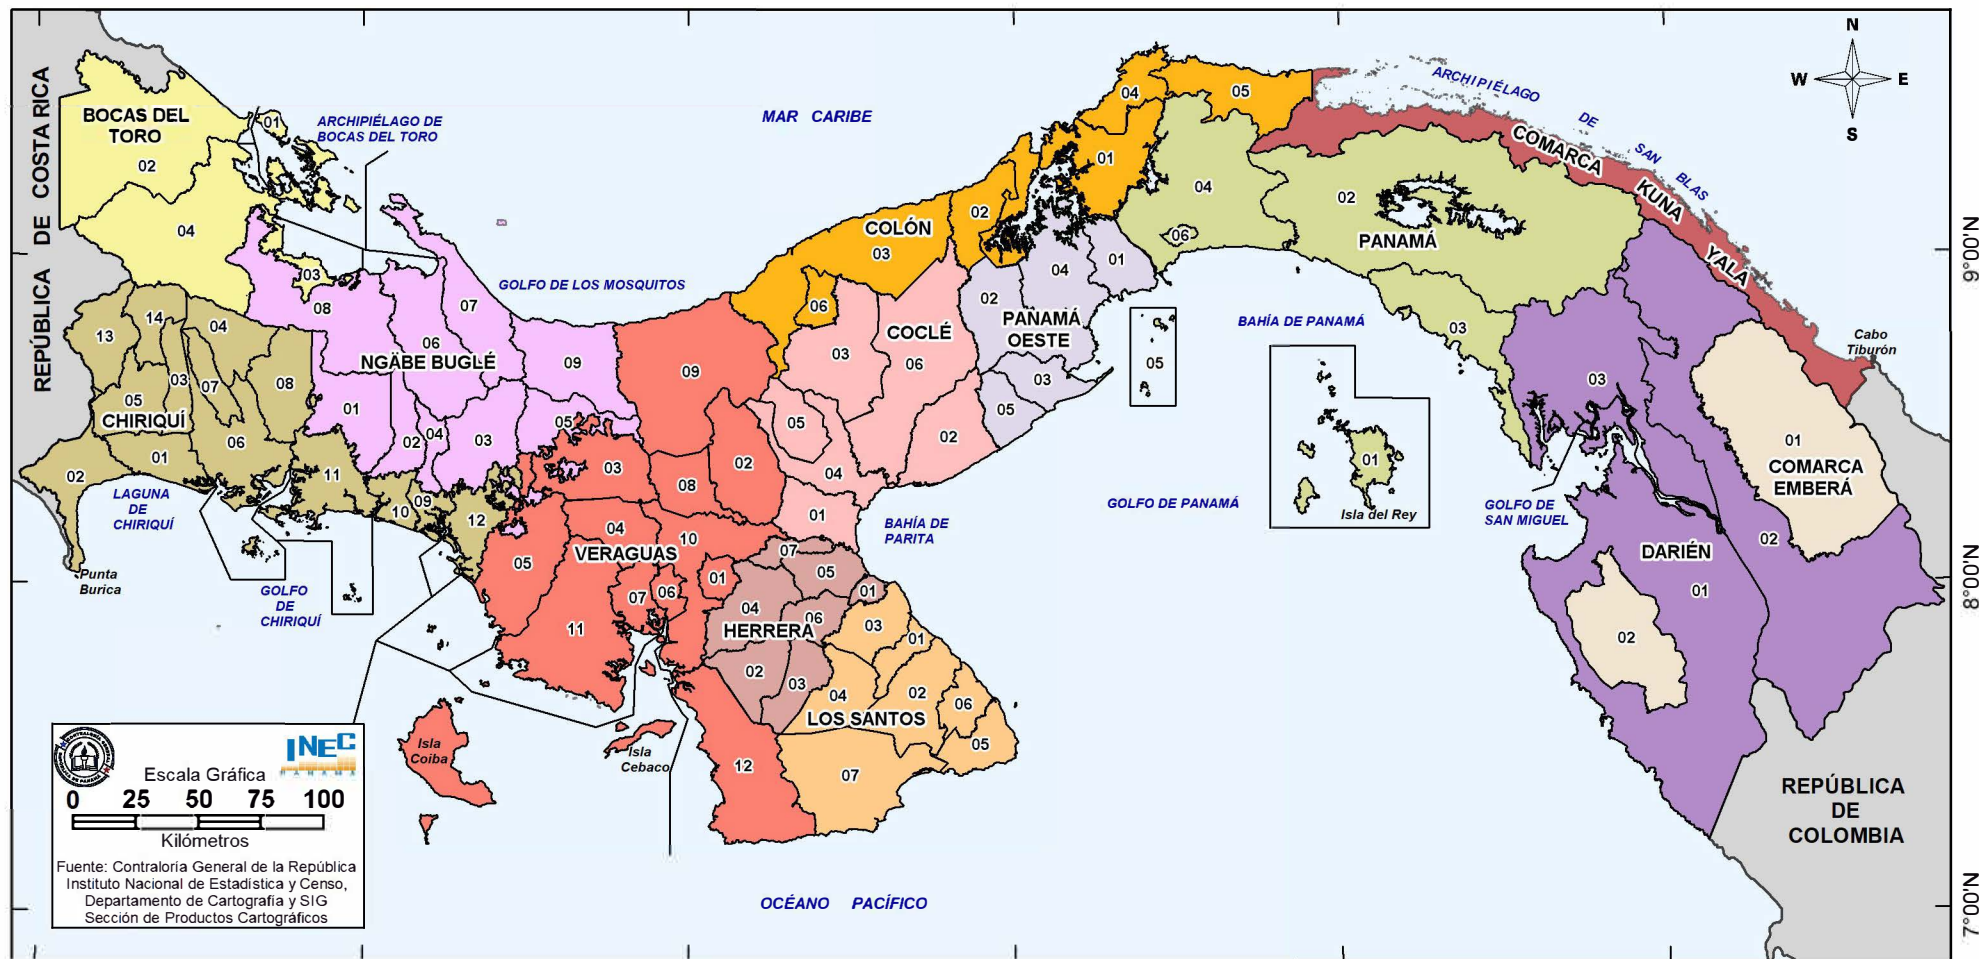 REPÚBLICA DE COSTA RICA
BOCAS DEL
TORO
01
02
04
03
ARCHIPIÉLAGO DE
BOCAS DEL TORO
MAR CARIBE
ARCHIPIÉLAGO
DE
SAN
BLAS
N
W
E
S
COMARCA
KUNA
YALA
COLÓN
04
05
01
02
03
06
PANAMÁ
04
02
06
03
05
BAHÍA DE PANAMÁ
01
Isla del Rey
GOLFO DE PANAMÁ
GOLFO DE LOS MOSQUITOS
NGÄBE BUGLÉ
08
07
06
09
01
02
04
03
05
CHIRIQUÍ
13
14
04
03
07
08
05
06
01
02
11
10
09
12
LAGUNA
DE
CHIRIQUÍ
Punta
Burica
GOLFO
DE
CHIRIQUÍ
COCLÉ
03
06
05
02
04
01
PANAMÁ
OESTE
01
04
02
03
05
VERAGUAS
09
03
02
08
04
10
05
01
07
06
11
12
Isla
Coiba
Isla
Cebaco
BAHÍA DE
PARITA
HERRERA
07
05
01
04
06
02
03
LOS SANTOS
03
01
04
02
06
05
07
Cabo
Tiburón
COMARCA
EMBERÁ
01
02
GOLFO DE
SAN MIGUEL
DARIÉN
03
02
01
REPÚBLICA
DE
COLOMBIA
OCÉANO PACÍFICO
9°00'N
8°00'N
7°00'N
INEC
PANAMÁ
Escala Gráfica
0 25 50 75 100
Kilómetros
Fuente: Contraloría General de la República
Instituto Nacional de Estadística y Censo,
Departamento de Cartografía y SIG
Sección de Productos Cartográficos